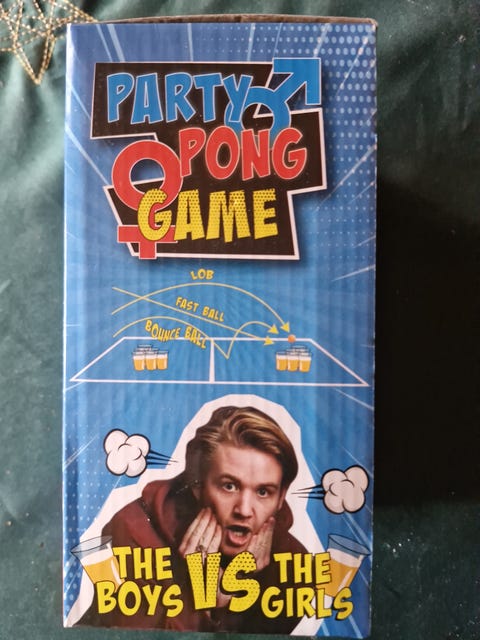 PARTY
PONG
GAME
LOB
FAST BALL
BOUNCE BALL
THE BOYS
VS
THE GIRLS